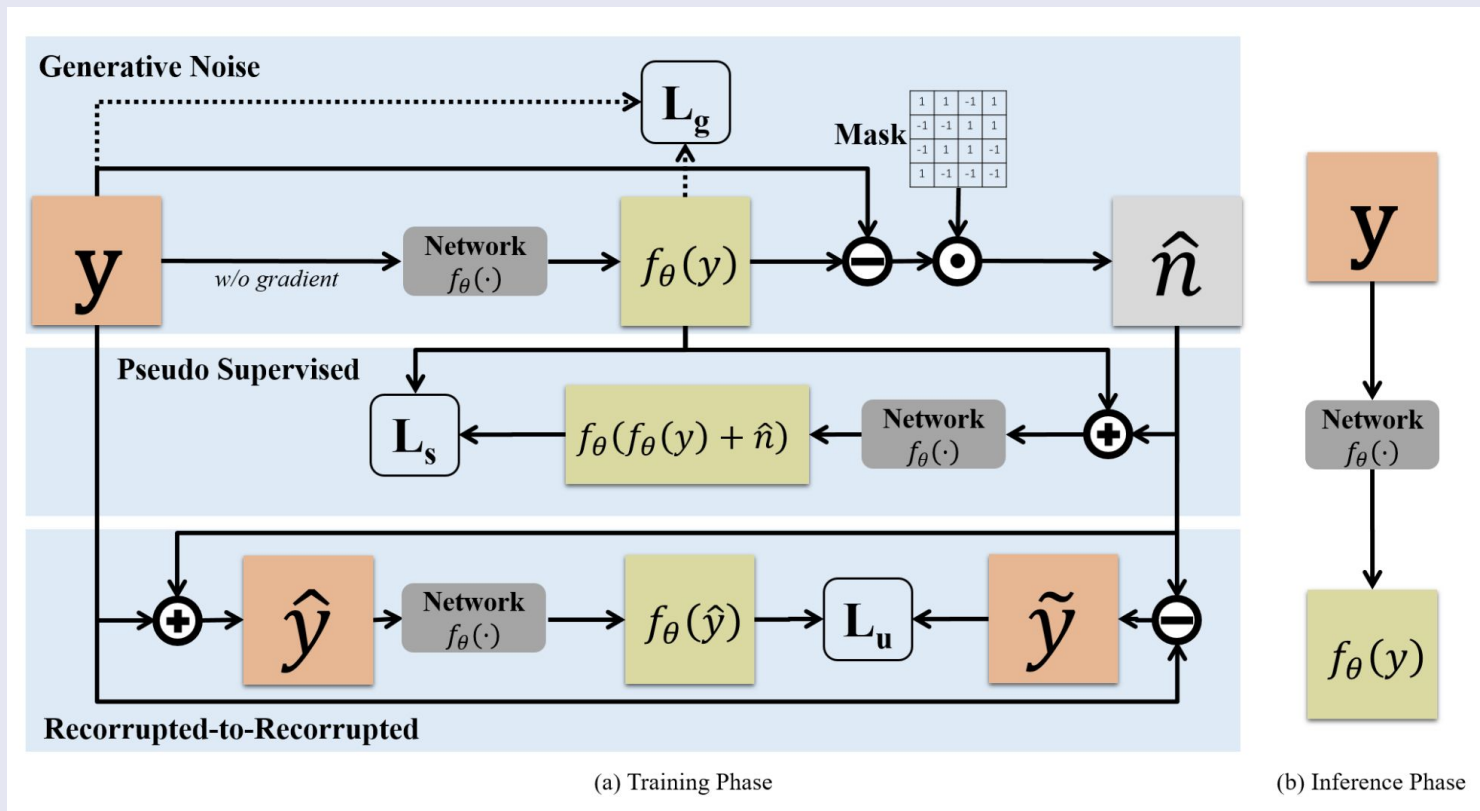 Generative Noise
L_g
Mask
1 1 -1 1
-1 -1 1 1
-1 1 1 -1
1 -1 -1 -1
y
w/o gradient
Network
f_θ(·)
f_θ(y)
n̂
Pseudo Supervised
L_s
f_θ(f_θ(y) + n̂)
Network
f_θ(·)
ŷ
Network
f_θ(·)
f_θ(ŷ)
L_u
ỹ
Recorrupted-to-Recorrupted
(a) Training Phase
y
Network
f_θ(·)
f_θ(y)
(b) Inference Phase